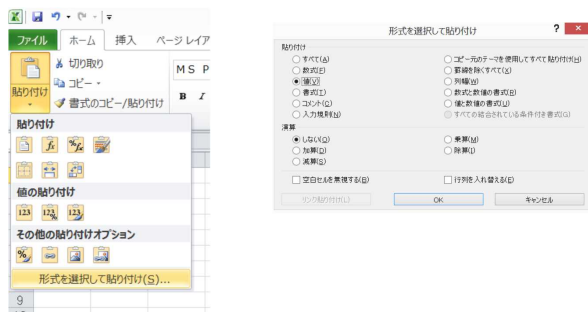 ファイル ホーム 挿入 ページ レイア
切り取り
MS P
コピー
貼り付け
書式のコピー/貼り付け
B I
貼り付け
fx %fx
値の貼り付け
123 123 123
その他の貼り付けオプション
形式を選択して貼り付け(S)...
9
形式を選択して貼り付け ? ×
貼り付け
すべて(A) コピー元のテーマを使用してすべて貼り付け(H)
数式(F) 罫線を除くすべて(X)
値(V) 列幅(W)
書式(T) 数式と数値の書式(R)
コメント(C) 値と数値の書式(U)
入力規則(N) すべての結合されている条件付き書式(G)
演算
しない(O) 乗算(M)
加算(D) 除算(I)
減算(S)
空白セルを無視する(B) 行列を入れ替える(E)
リンク貼り付け(L) OK キャンセル